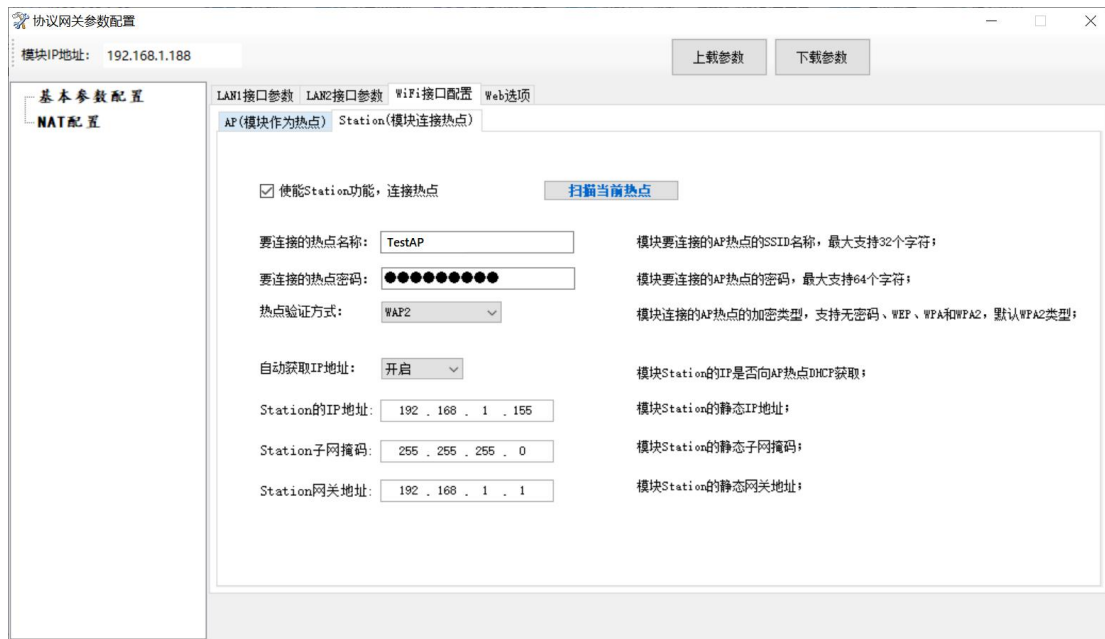 协议网关参数配置
模块IP地址: 192.168.1.188 上载参数 下载参数
基本参数配置
NAT配置
LAN1接口参数 LAN2接口参数 WiFi接口配置 Web选项
AP(模块作为热点) Station(模块连接热点)
使能Station功能，连接热点 扫描当前热点
要连接的热点名称: TestAP 模块要连接的AP热点的SSID名称，最大支持32个字符;
要连接的热点密码: ●●●●●●●●● 模块要连接的AP热点的密码，最大支持64个字符;
热点验证方式: WAP2 模块连接的AP热点的加密类型，支持无密码、WEP、WPA和WPA2，默认WPA2类型;
自动获取IP地址: 开启 模块Station的IP是否向AP热点DHCP获取;
Station的IP地址: 192 . 168 . 1 . 155 模块Station的静态IP地址;
Station子网掩码: 255 . 255 . 255 . 0 模块Station的静态子网掩码;
Station网关地址: 192 . 168 . 1 . 1 模块Station的静态网关地址;